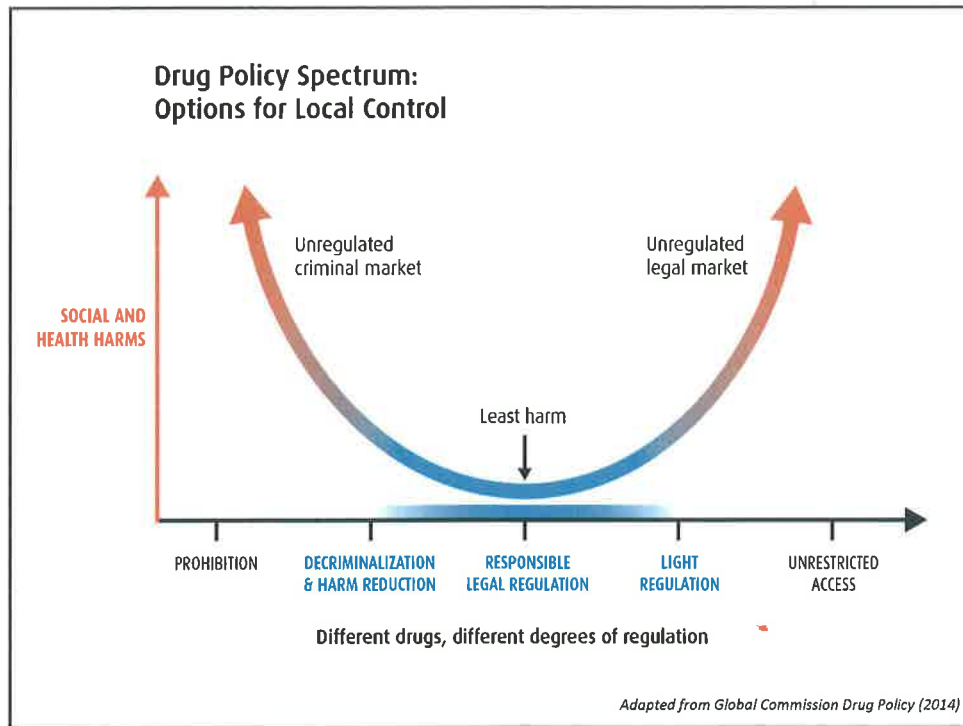 Drug Policy Spectrum:
Options for Local Control
Unregulated
criminal market
Unregulated
legal market
SOCIAL AND
HEALTH HARMS
Least harm
PROHIBITION
DECRIMINALIZATION
& HARM REDUCTION
RESPONSIBLE
LEGAL REGULATION
LIGHT
REGULATION
UNRESTRICTED
ACCESS
Different drugs, different degrees of regulation
Adapted from Global Commission Drug Policy (2014)